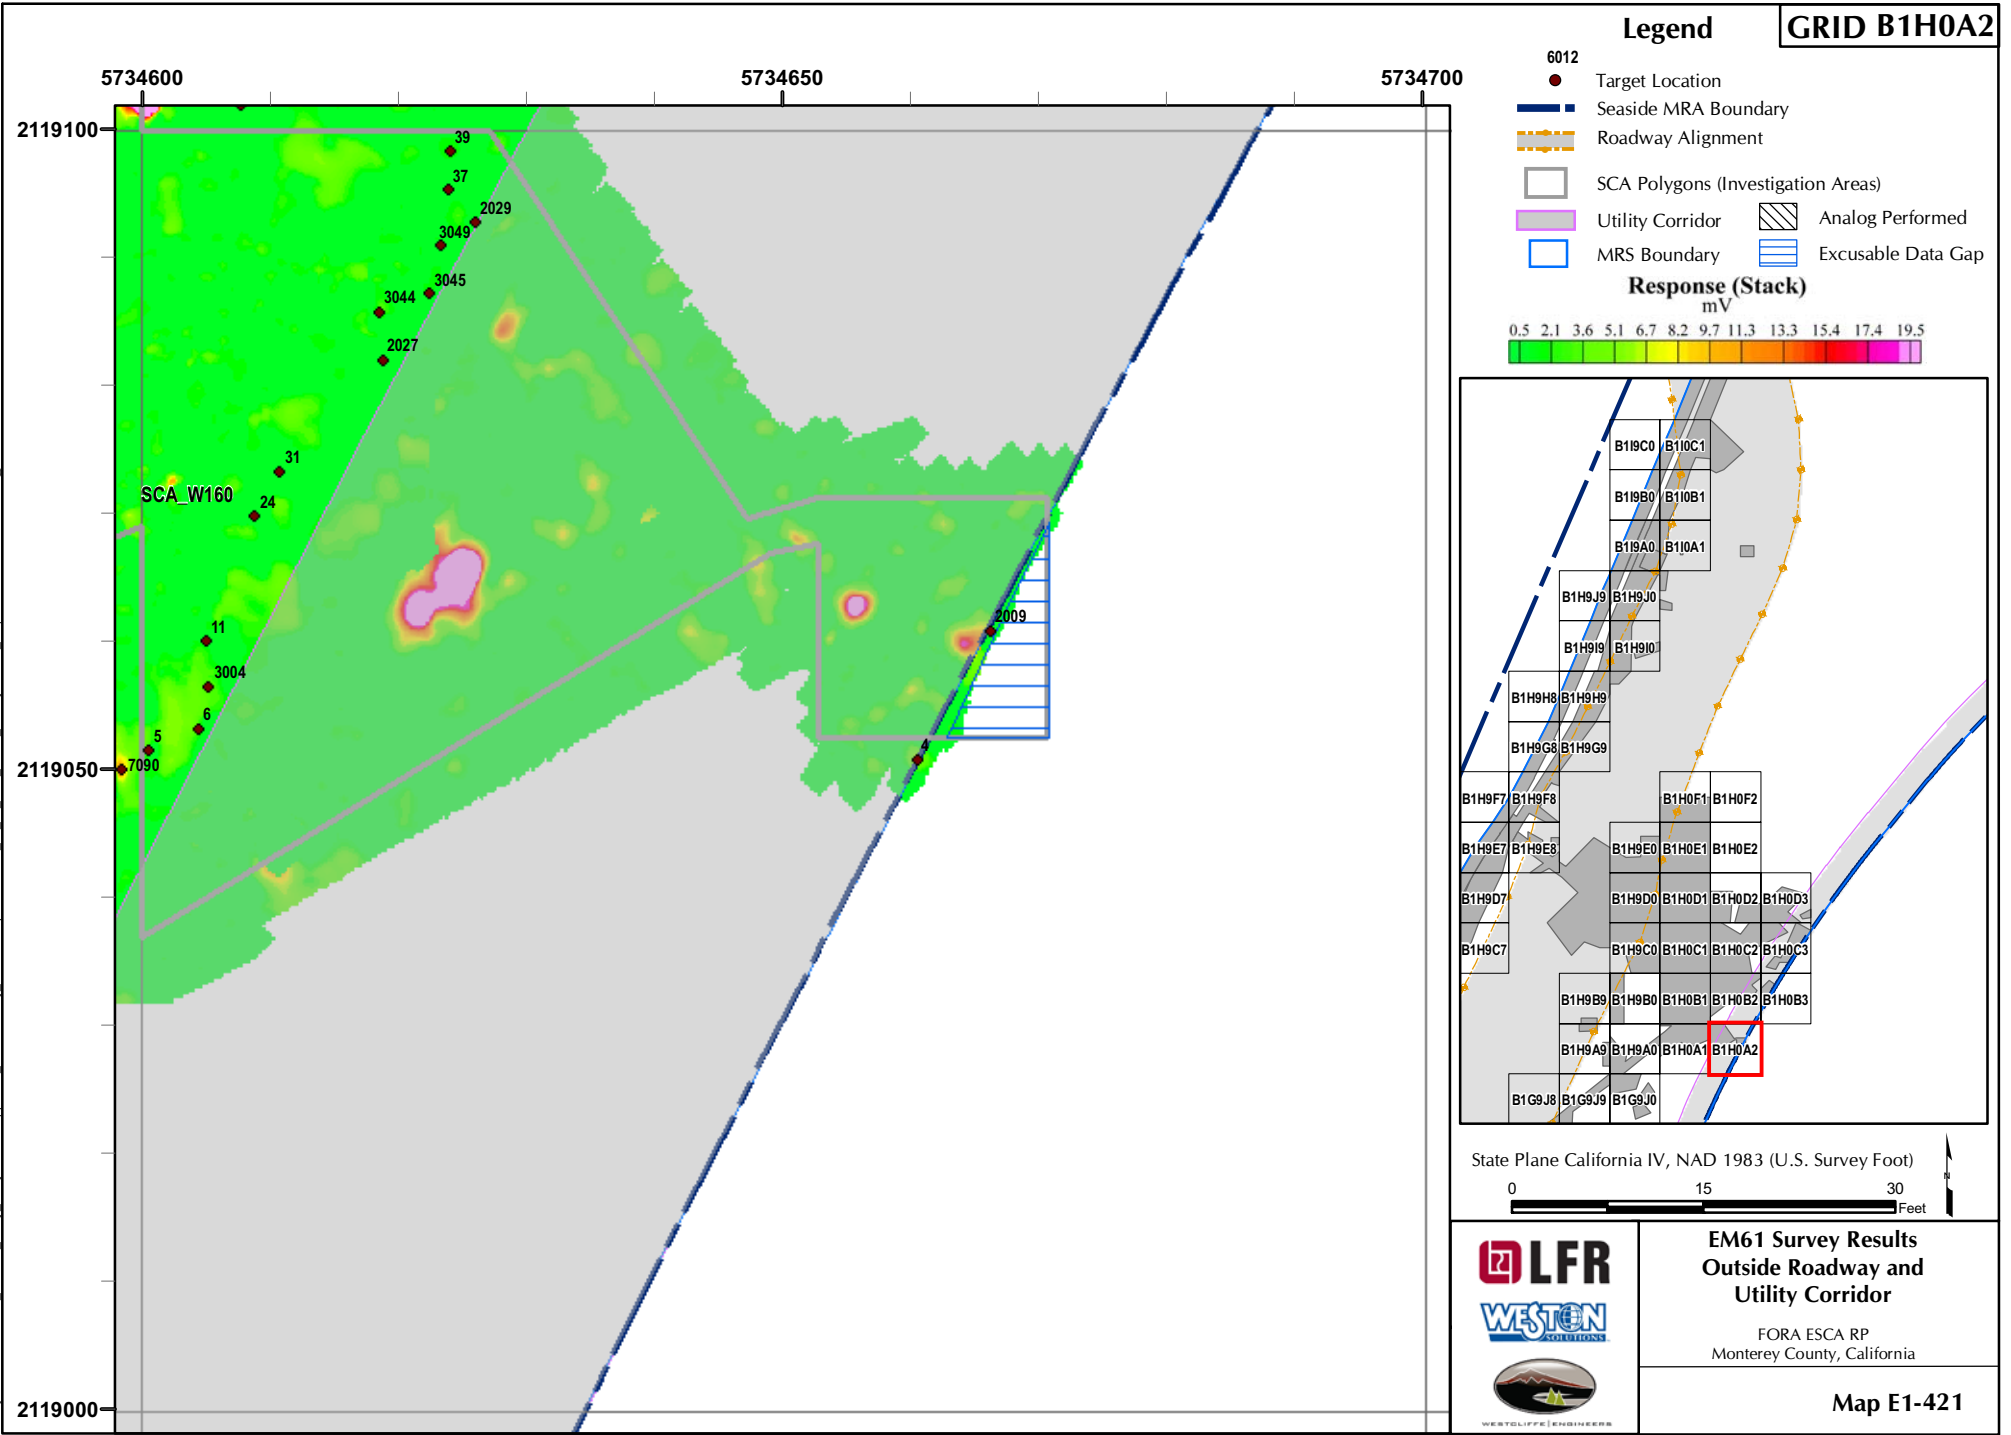 Legend
GRID B1H0A2
6012
Target Location
Seaside MRA Boundary
Roadway Alignment
SCA Polygons (Investigation Areas)
Utility Corridor
Analog Performed
MRS Boundary
Excusable Data Gap
Response (Stack)
mV
0.5 2.1 3.6 5.1 6.7 8.2 9.7 11.3 13.3 15.4 17.4 19.5
5734600
5734650
5734700
2119100
2119050
2119000
39
37
2029
3049
3045
3044
2027
31
SCA_W160
24
11
3004
6
5
7090
2009
4
B1I9C0 B1I0C1
B1I9B0 B1I0B1
B1I9A0 B1I0A1
B1H9J9 B1H9J0
B1H9I9 B1H9I0
B1H9H8 B1H9H9
B1H9G8 B1H9G9
B1H9F7 B1H9F8 B1H0F1 B1H0F2
B1H9E7 B1H9E8 B1H9E0 B1H0E1 B1H0E2
B1H9D7 B1H9D0 B1H0D1 B1H0D2 B1H0D3
B1H9C7 B1H9C0 B1H0C1 B1H0C2 B1H0C3
B1H9B9 B1H9B0 B1H0B1 B1H0B2 B1H0B3
B1H9A9 B1H9A0 B1H0A1 B1H0A2
B1G9J8 B1G9J9 B1G9J0
State Plane California IV, NAD 1983 (U.S. Survey Foot)
0 15 30
Feet
N
LFR
WESTON
SOLUTIONS
WESTCLIFFE | ENGINEERS
EM61 Survey Results
Outside Roadway and
Utility Corridor
FORA ESCA RP
Monterey County, California
Map E1-421